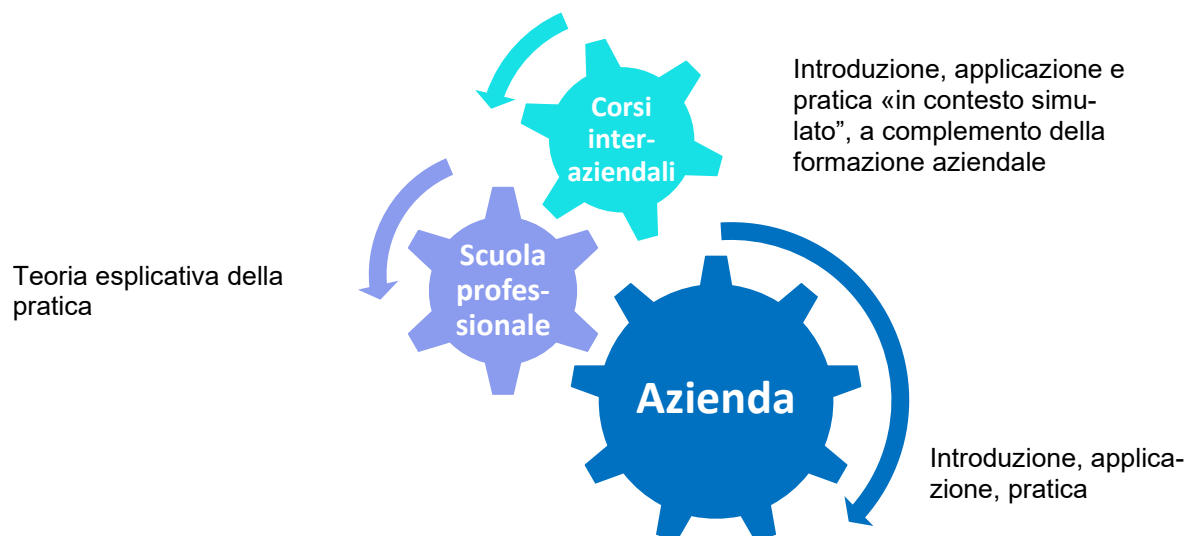 Corsi
inter-
aziendali
Introduzione, applicazione e
pratica «in contesto simu-
lato”, a complemento della
formazione aziendale
Scuola
profes-
sionale
Teoria esplicativa della
pratica
Azienda
Introduzione, applica-
zione, pratica